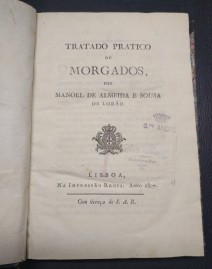 TRATADO PRATICO
DE
MORGADOS,
POR
MANOEL DE ALMEIDA E SOUSA
DE LOBÃO
LISBOA,
NA IMPRESSÃO REGIA. Anno 1807.
Com licença de S. A. R.